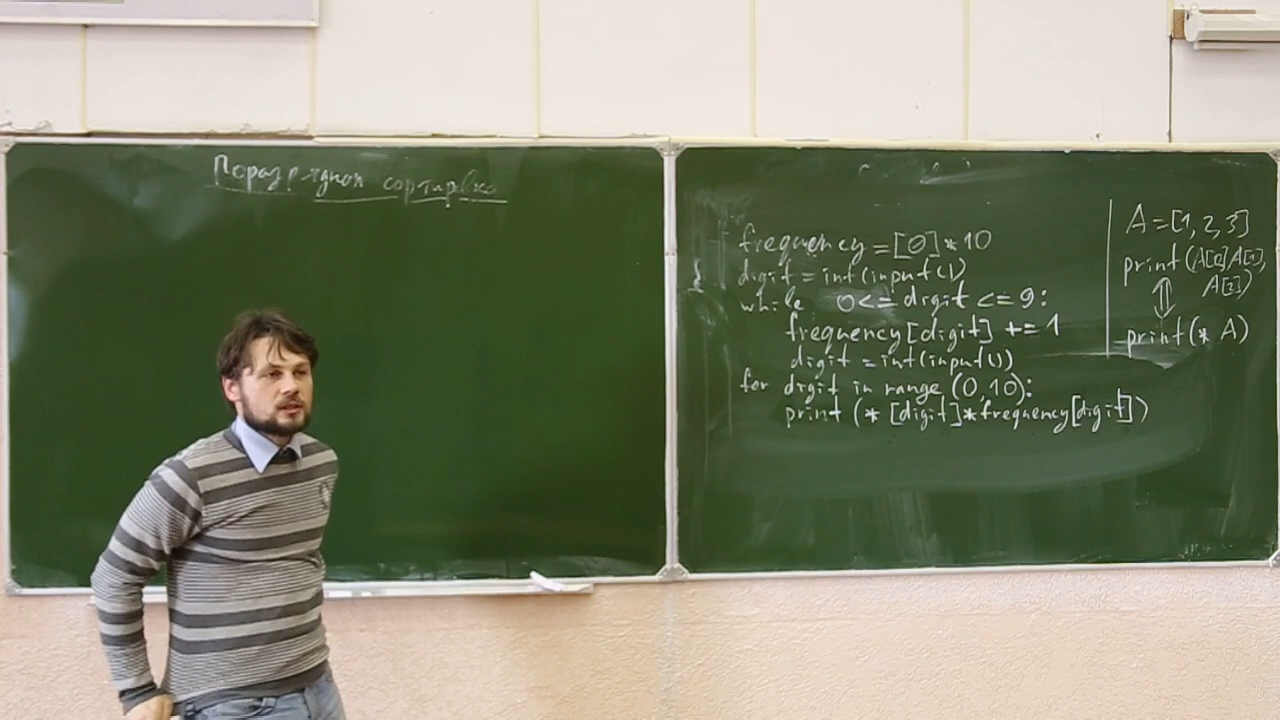 Поразрядная сортировка
frequency = [0] * 10
digit = int(input())
while 0 <= digit <= 9:
frequency[digit] += 1
digit = int(input())
for digit in range (0,10):
print (* [digit]*frequency[digit])
A = [1, 2, 3]
print (A[0], A[1],
A[2])
⇕
print (* A)